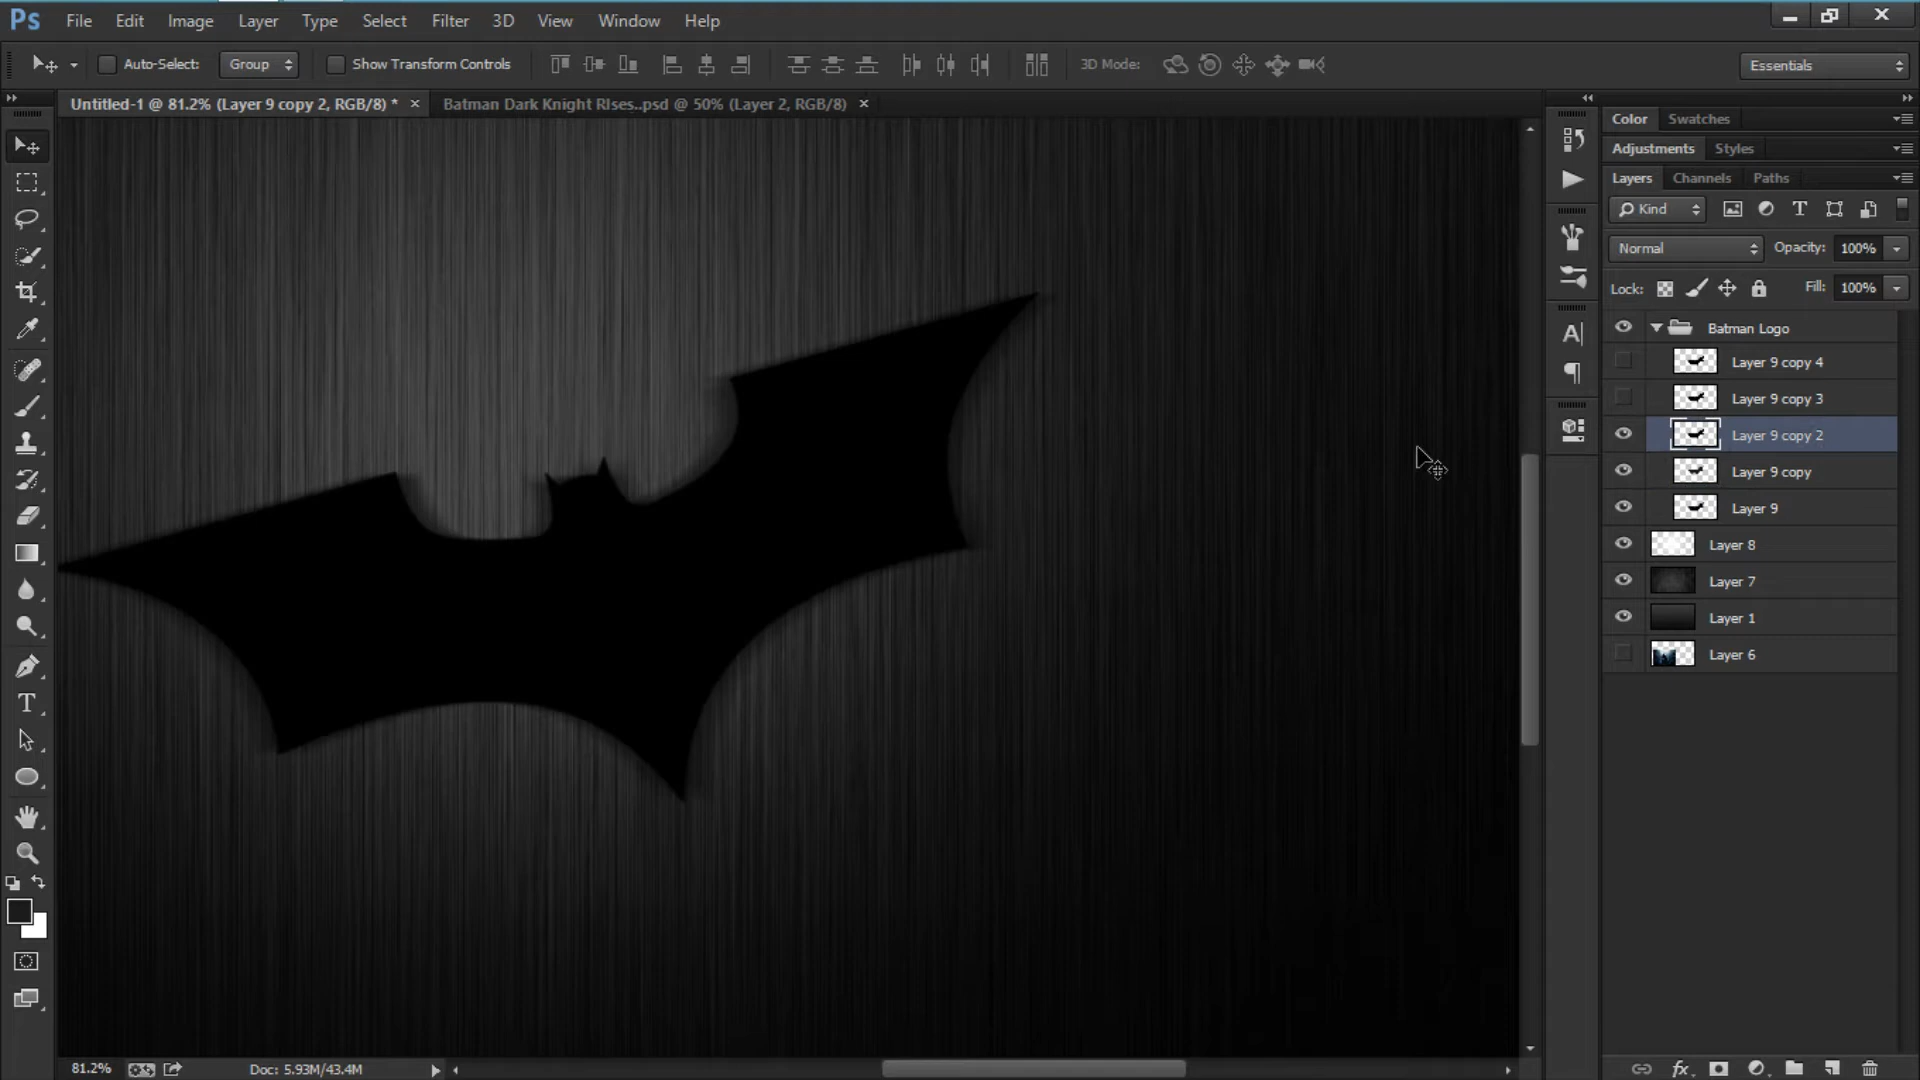 Ps File Edit Image Layer Type Select Filter 3D View Window Help
Auto-Select: Group Show Transform Controls 3D Mode: Essentials
Untitled-1 @ 81.2% (Layer 9 copy 2, RGB/8) * × Batman Dark Knight RIses..psd @ 50% (Layer 2, RGB/8) ×
Color Swatches
Adjustments Styles
Layers Channels Paths
Kind
Normal Opacity: 100%
Lock: Fill: 100%
Batman Logo
Layer 9 copy 4
Layer 9 copy 3
Layer 9 copy 2
Layer 9 copy
Layer 9
Layer 8
Layer 7
Layer 1
Layer 6
81.2% Doc: 5.93M/43.4M
fx